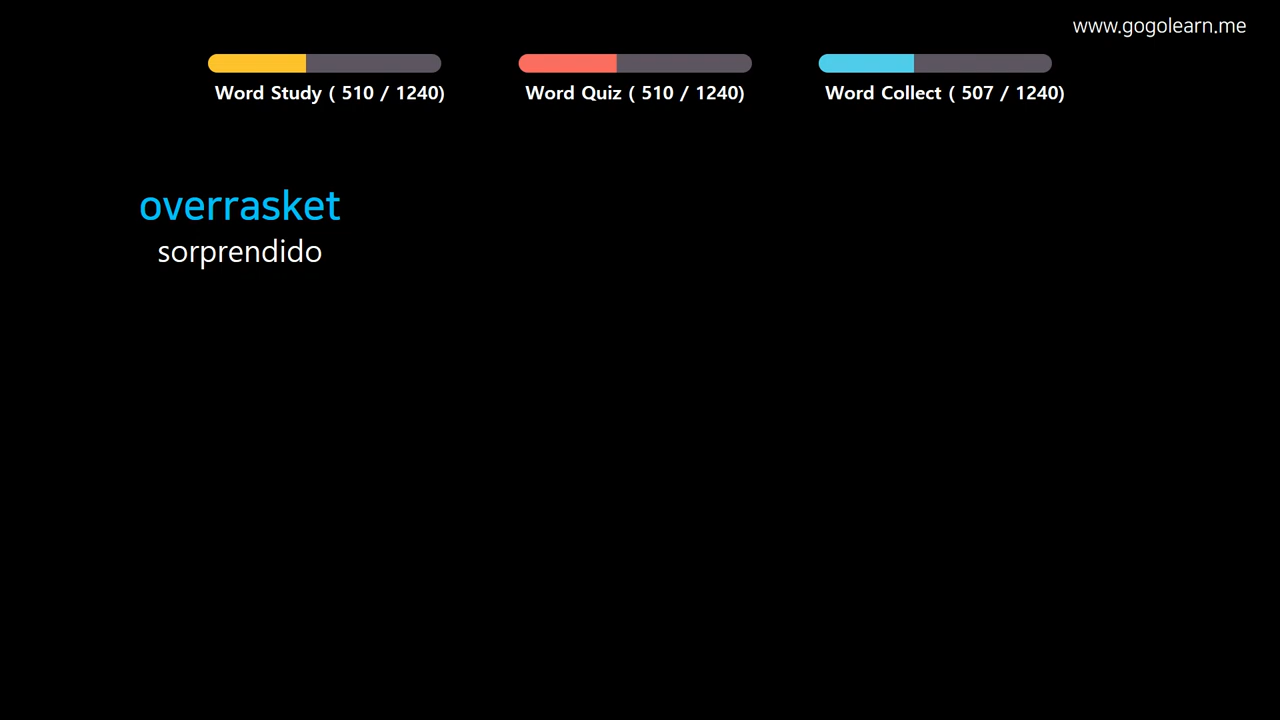 www.gogolearn.me
Word Study ( 510 / 1240)
Word Quiz ( 510 / 1240)
Word Collect ( 507 / 1240)
overrasket
sorprendido